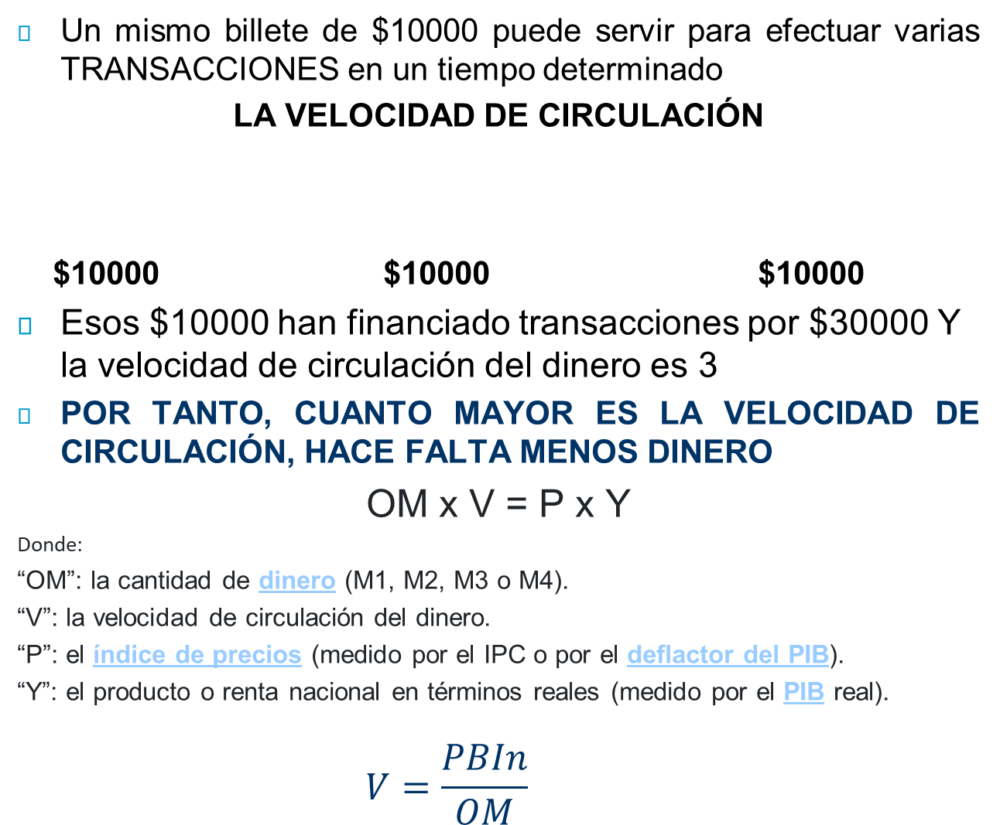 Un mismo billete de $10000 puede servir para efectuar varias
TRANSACCIONES en un tiempo determinado
LA VELOCIDAD DE CIRCULACIÓN
$10000 $10000 $10000
Esos $10000 han financiado transacciones por $30000 Y
la velocidad de circulación del dinero es 3
POR TANTO, CUANTO MAYOR ES LA VELOCIDAD DE
CIRCULACIÓN, HACE FALTA MENOS DINERO
OM x V = P x Y
Donde:
“OM”: la cantidad de dinero (M1, M2, M3 o M4).
“V”: la velocidad de circulación del dinero.
“P”: el índice de precios (medido por el IPC o por el deflactor del PIB).
“Y”: el producto o renta nacional en términos reales (medido por el PIB real).
PBIn
V =
OM